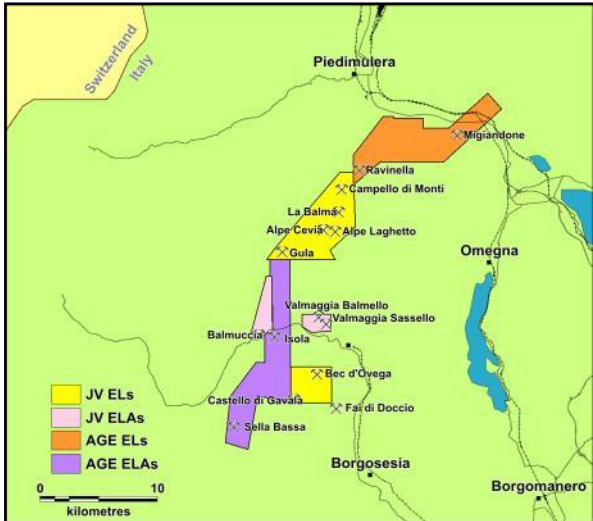 Switzerland
Italy
Piedimulera
Migiandone
Ravinella
Campello di Monti
La Balma
Alpe Cevia
Alpe Laghetto
Gula
Omegna
Valmaggia Balmello
Valmaggia Sassello
Balmuccia
Isola
Bec d'Ovega
Castello di Gavala
Fai di Doccio
Sella Bassa
Borgosesia
Borgomanero
JV ELs
JV ELAs
AGE ELs
AGE ELAs
0 10
kilometres